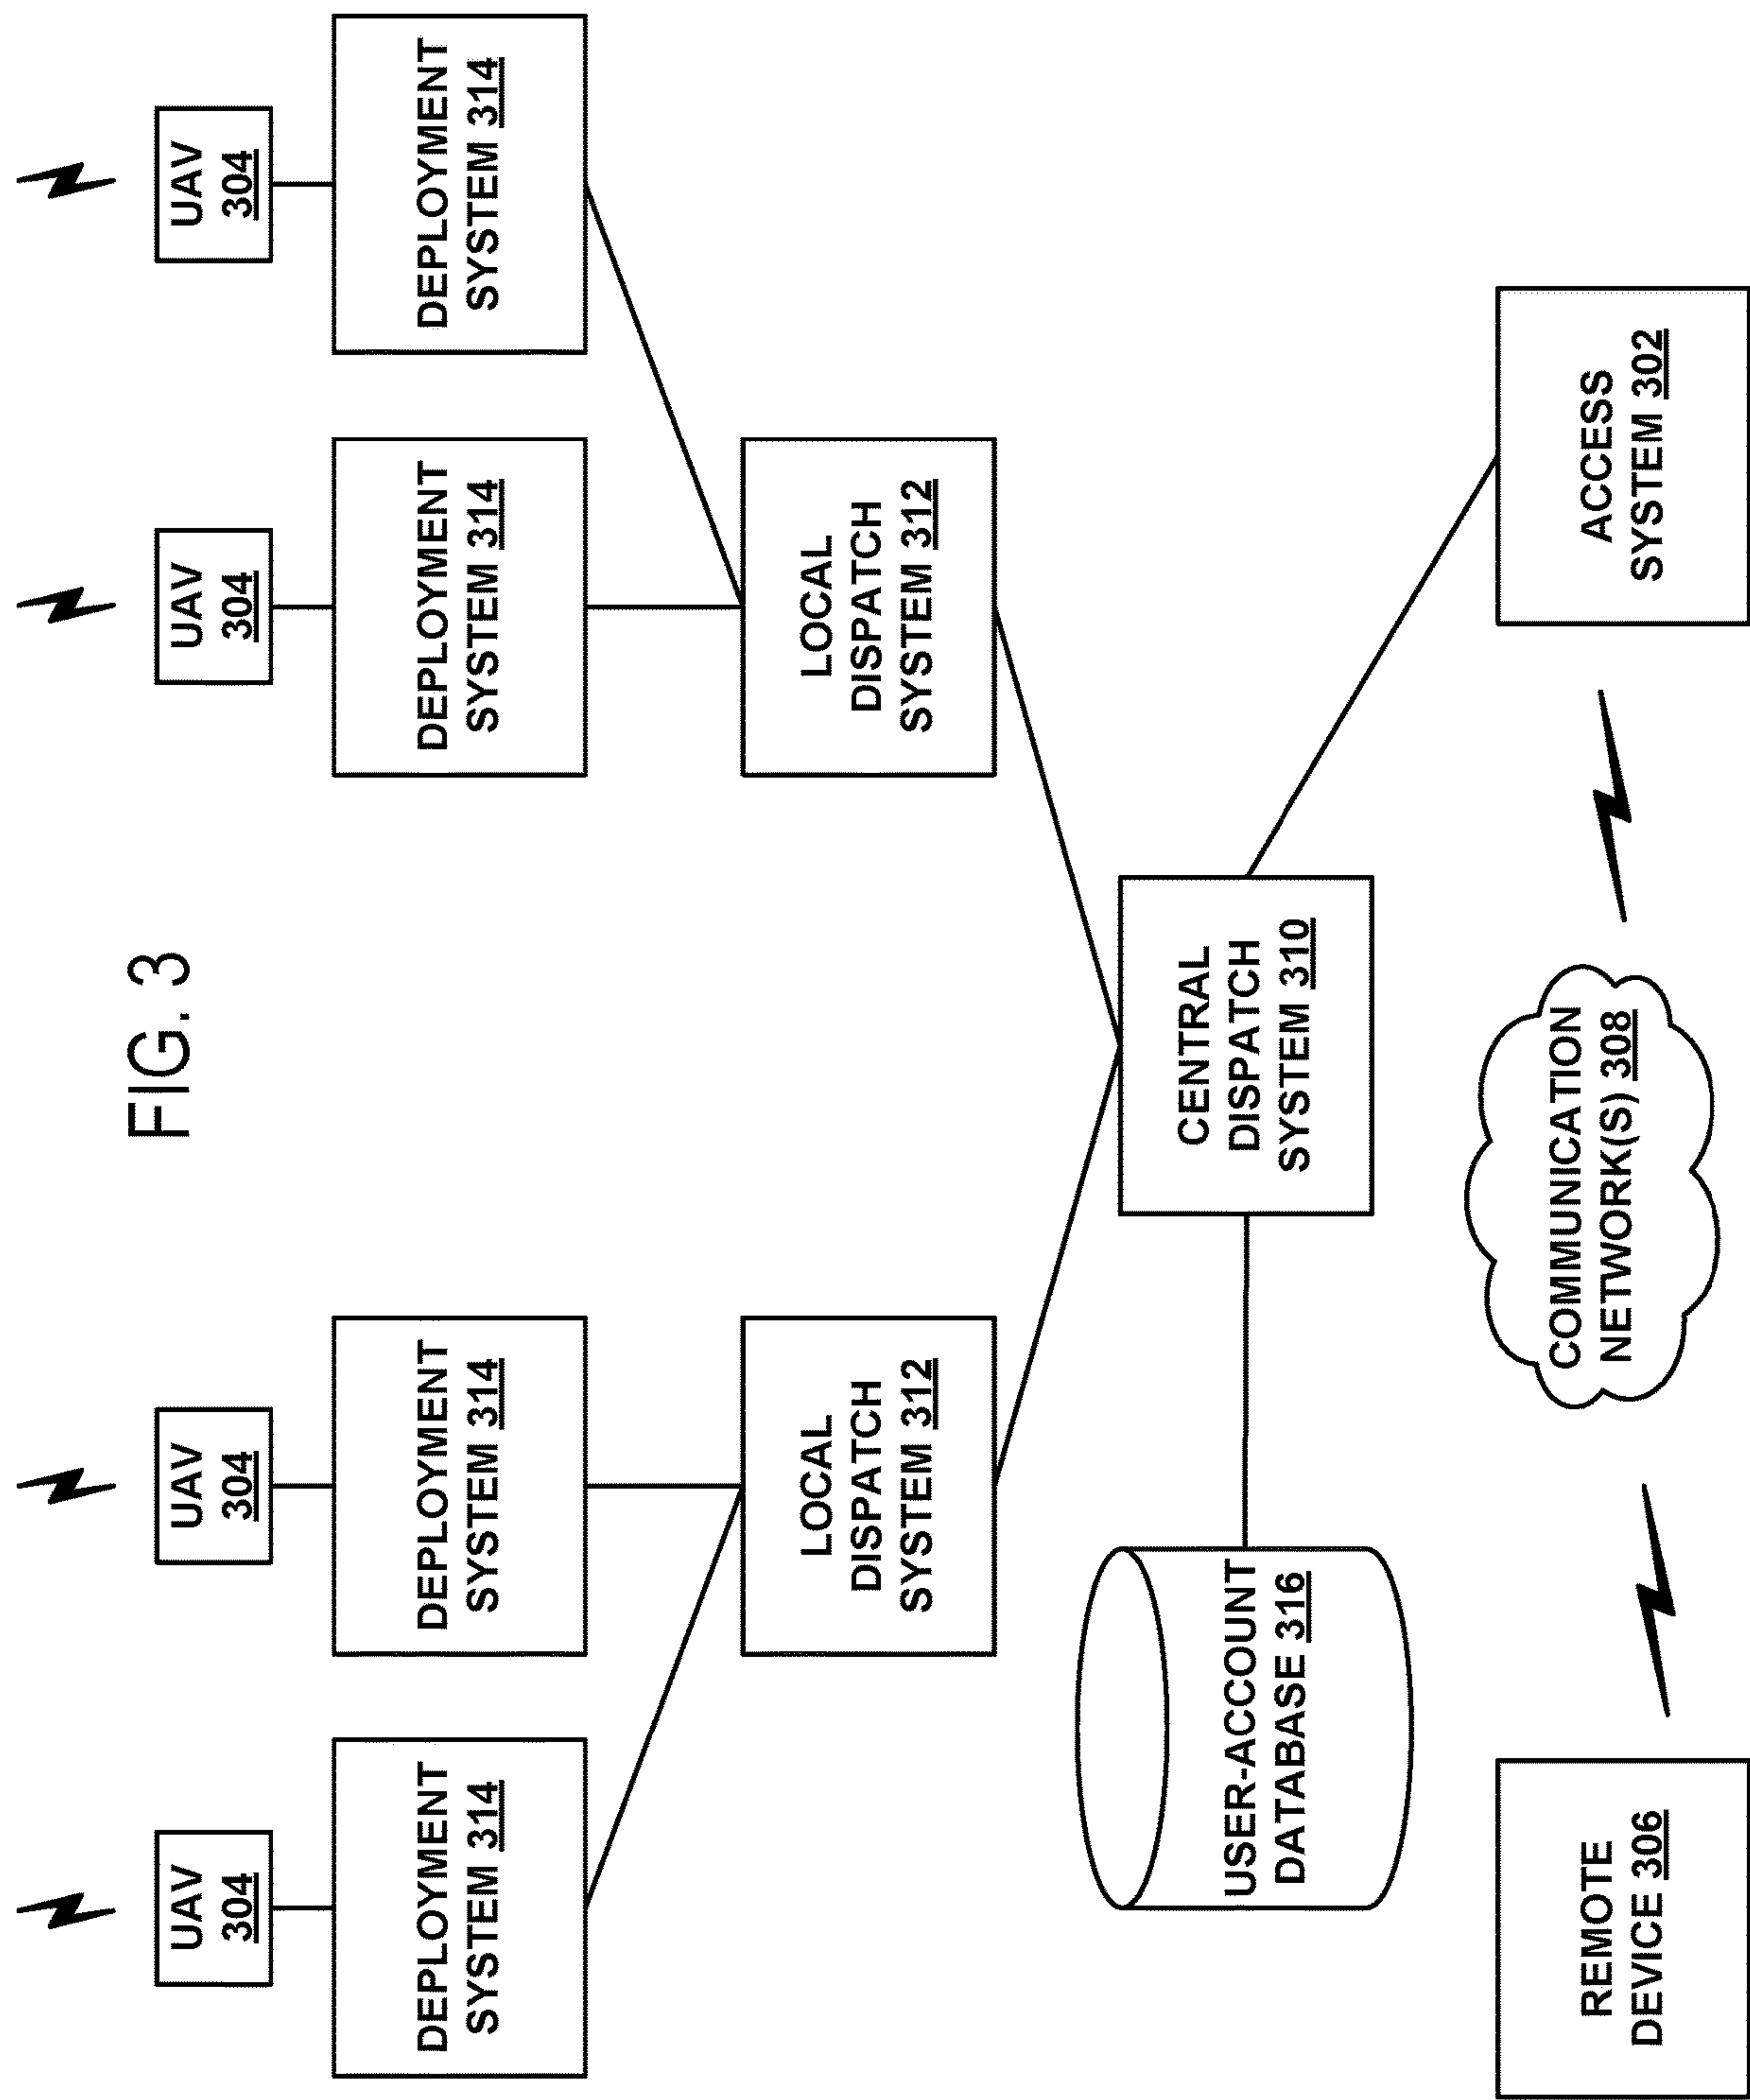 FIG. 3
UAV
304
UAV
304
UAV
304
UAV
304
DEPLOYMENT
SYSTEM 314
DEPLOYMENT
SYSTEM 314
DEPLOYMENT
SYSTEM 314
DEPLOYMENT
SYSTEM 314
LOCAL
DISPATCH
SYSTEM 312
LOCAL
DISPATCH
SYSTEM 312
USER-ACCOUNT
DATABASE 316
CENTRAL
DISPATCH
SYSTEM 310
REMOTE
DEVICE 306
COMMUNICATION
NETWORK(S) 308
ACCESS
SYSTEM 302